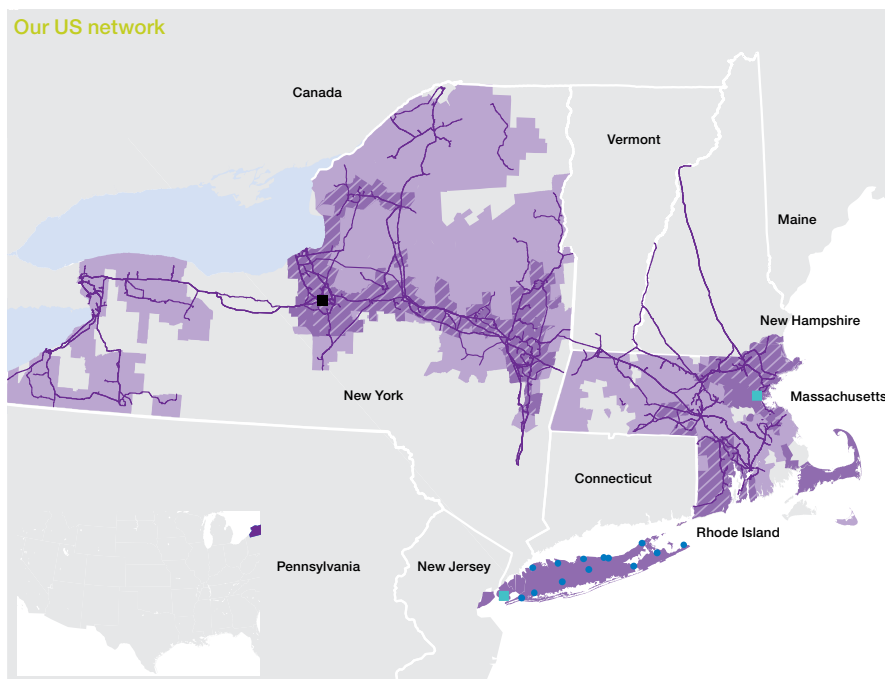 Our US network
Canada
Vermont
Maine
New Hampshire
New York
Massachusetts
Connecticut
Rhode Island
Pennsylvania
New Jersey